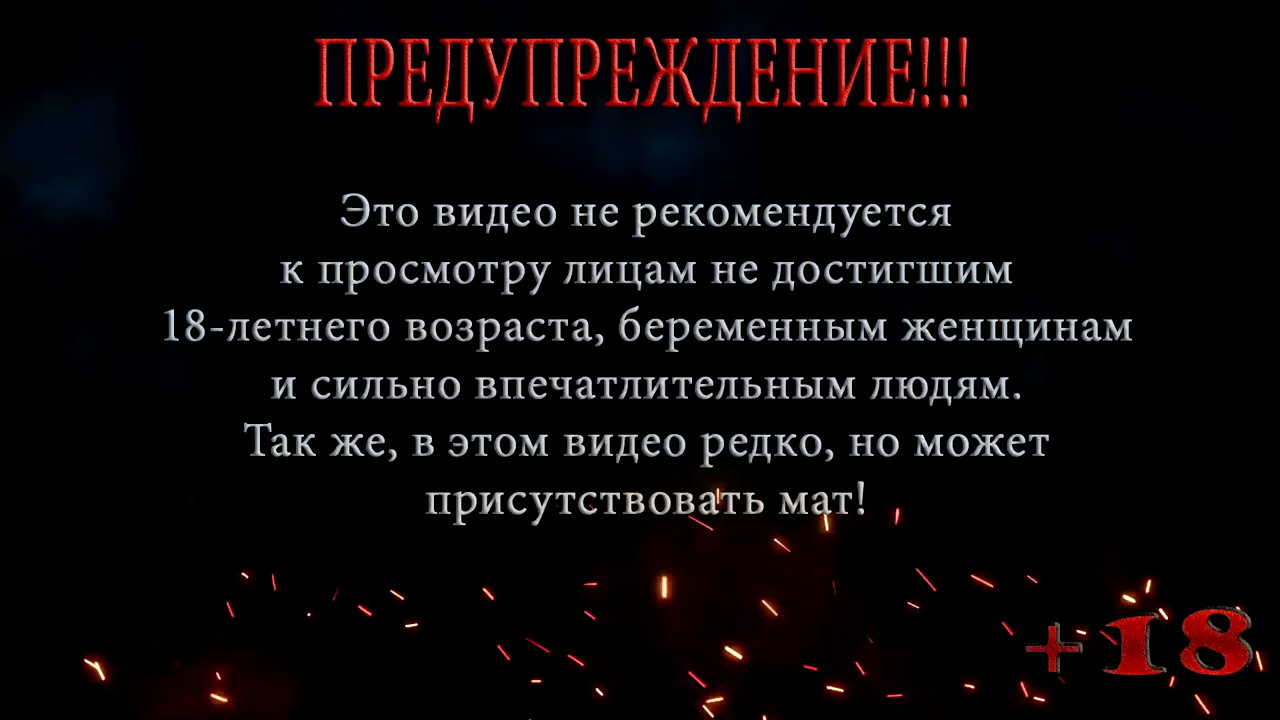 ПРЕДУПРЕЖДЕНИЕ!!!
Это видео не рекомендуется
к просмотру лицам не достигшим
18-летнего возраста, беременным женщинам
и сильно впечатлительным людям.
Так же, в этом видео редко, но может
присутствовать мат!
+18